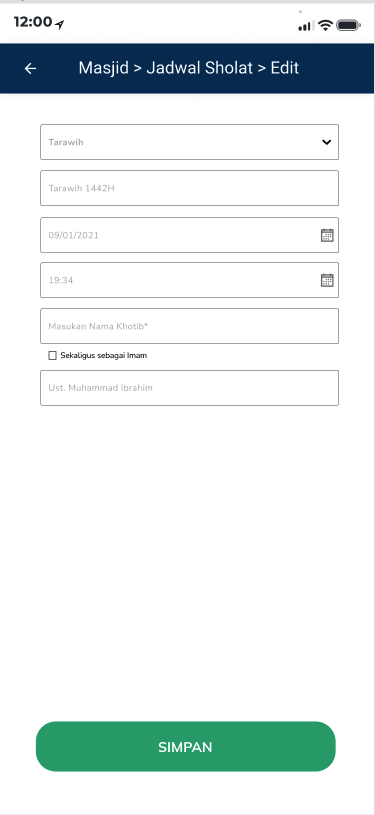 12:00
Masjid > Jadwal Sholat > Edit
Tarawih
Tarawih 1442H
09/01/2021
19:34
Masukan Nama Khotib*
Sekaligus sebagai Imam
Ust. Muhammad Ibrahim
SIMPAN